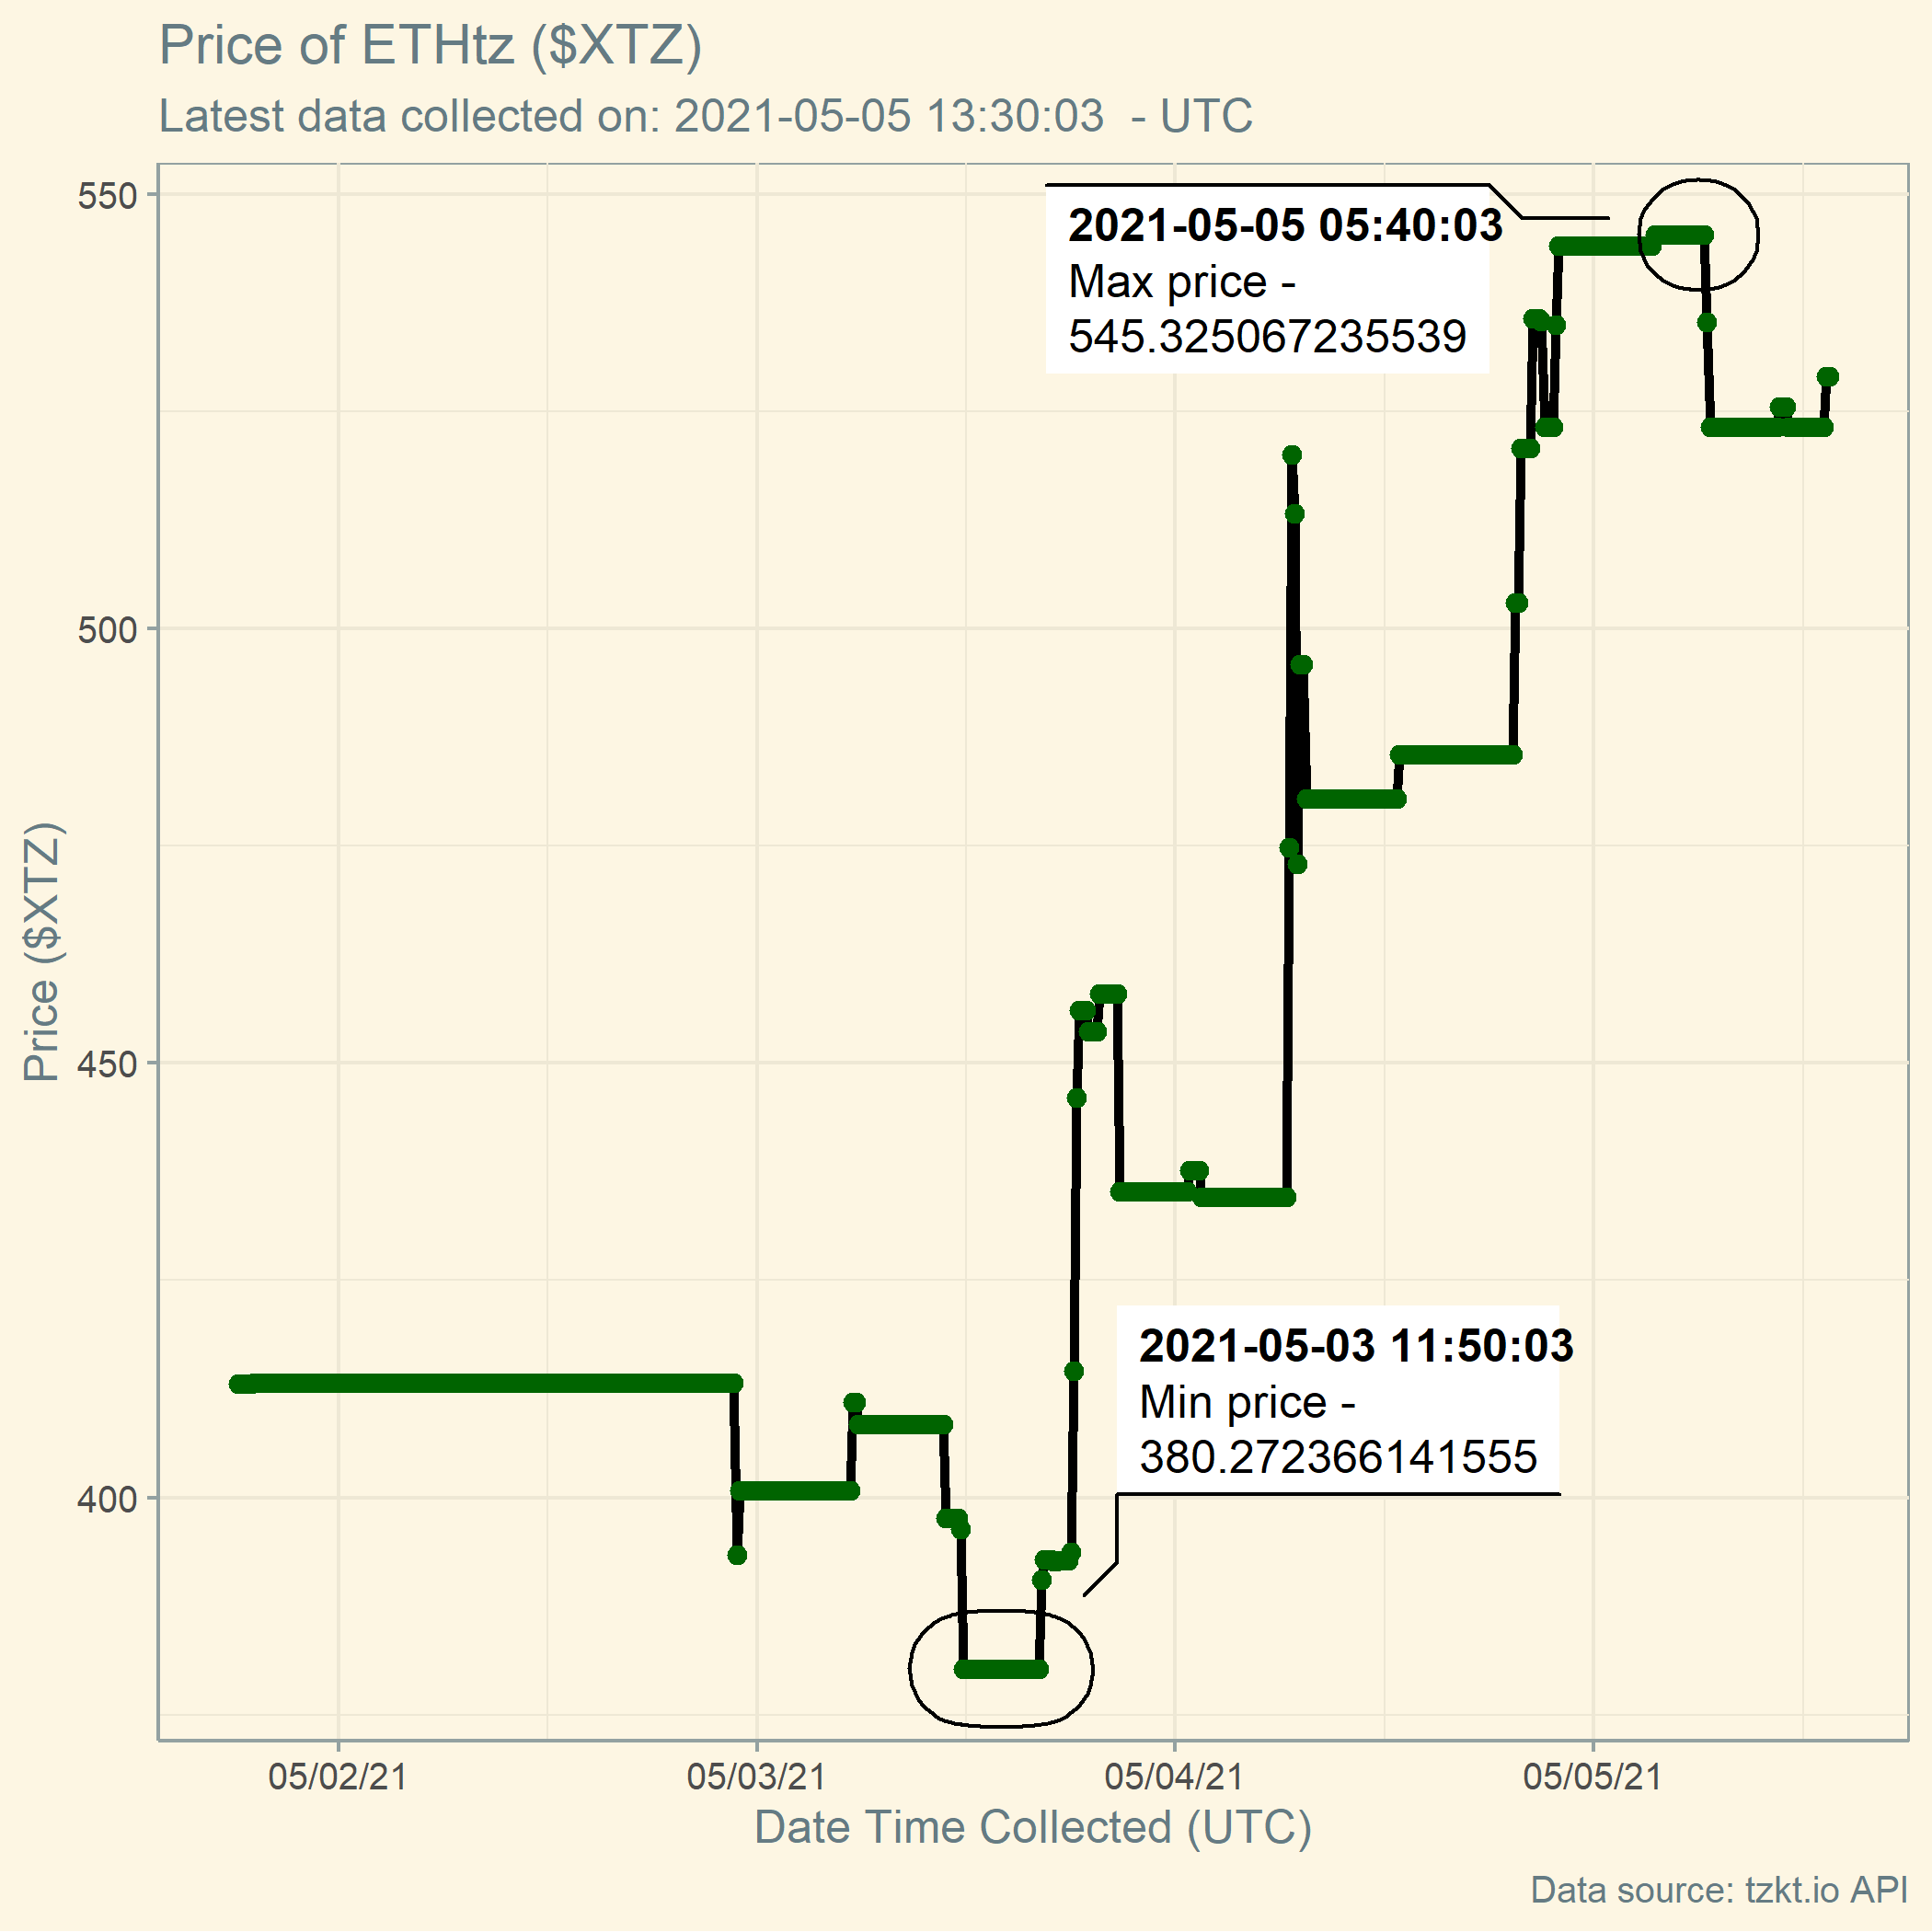 Price of ETHtz ($XTZ)
Latest data collected on: 2021-05-05 13:30:03  - UTC
550
500
450
400
Price ($XTZ)
2021-05-05 05:40:03
Max price -
545.325067235539
2021-05-03 11:50:03
Min price -
380.272366141555
05/02/21
05/03/21
05/04/21
05/05/21
Date Time Collected (UTC)
Data source: tzkt.io API